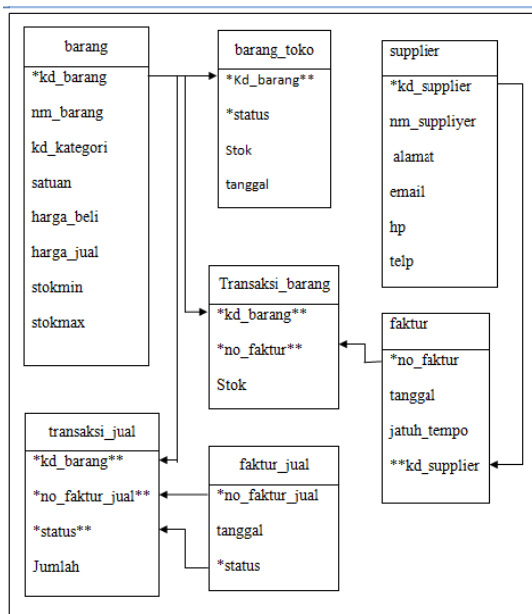 barang
*kd_barang
nm_barang
kd_kategori
satuan
harga_beli
harga_jual
stokmin
stokmax
barang_toko
*Kd_barang**
*status
Stok
tanggal
supplier
*kd_supplier
nm_suppliyer
alamat
email
hp
telp
Transaksi_barang
*kd_barang**
*no_faktur**
Stok
faktur
*no_faktur
tanggal
jatuh_tempo
**kd_supplier
transaksi_jual
*kd_barang**
*no_faktur_jual**
*status**
Jumlah
faktur_jual
*no_faktur_jual
tanggal
*status